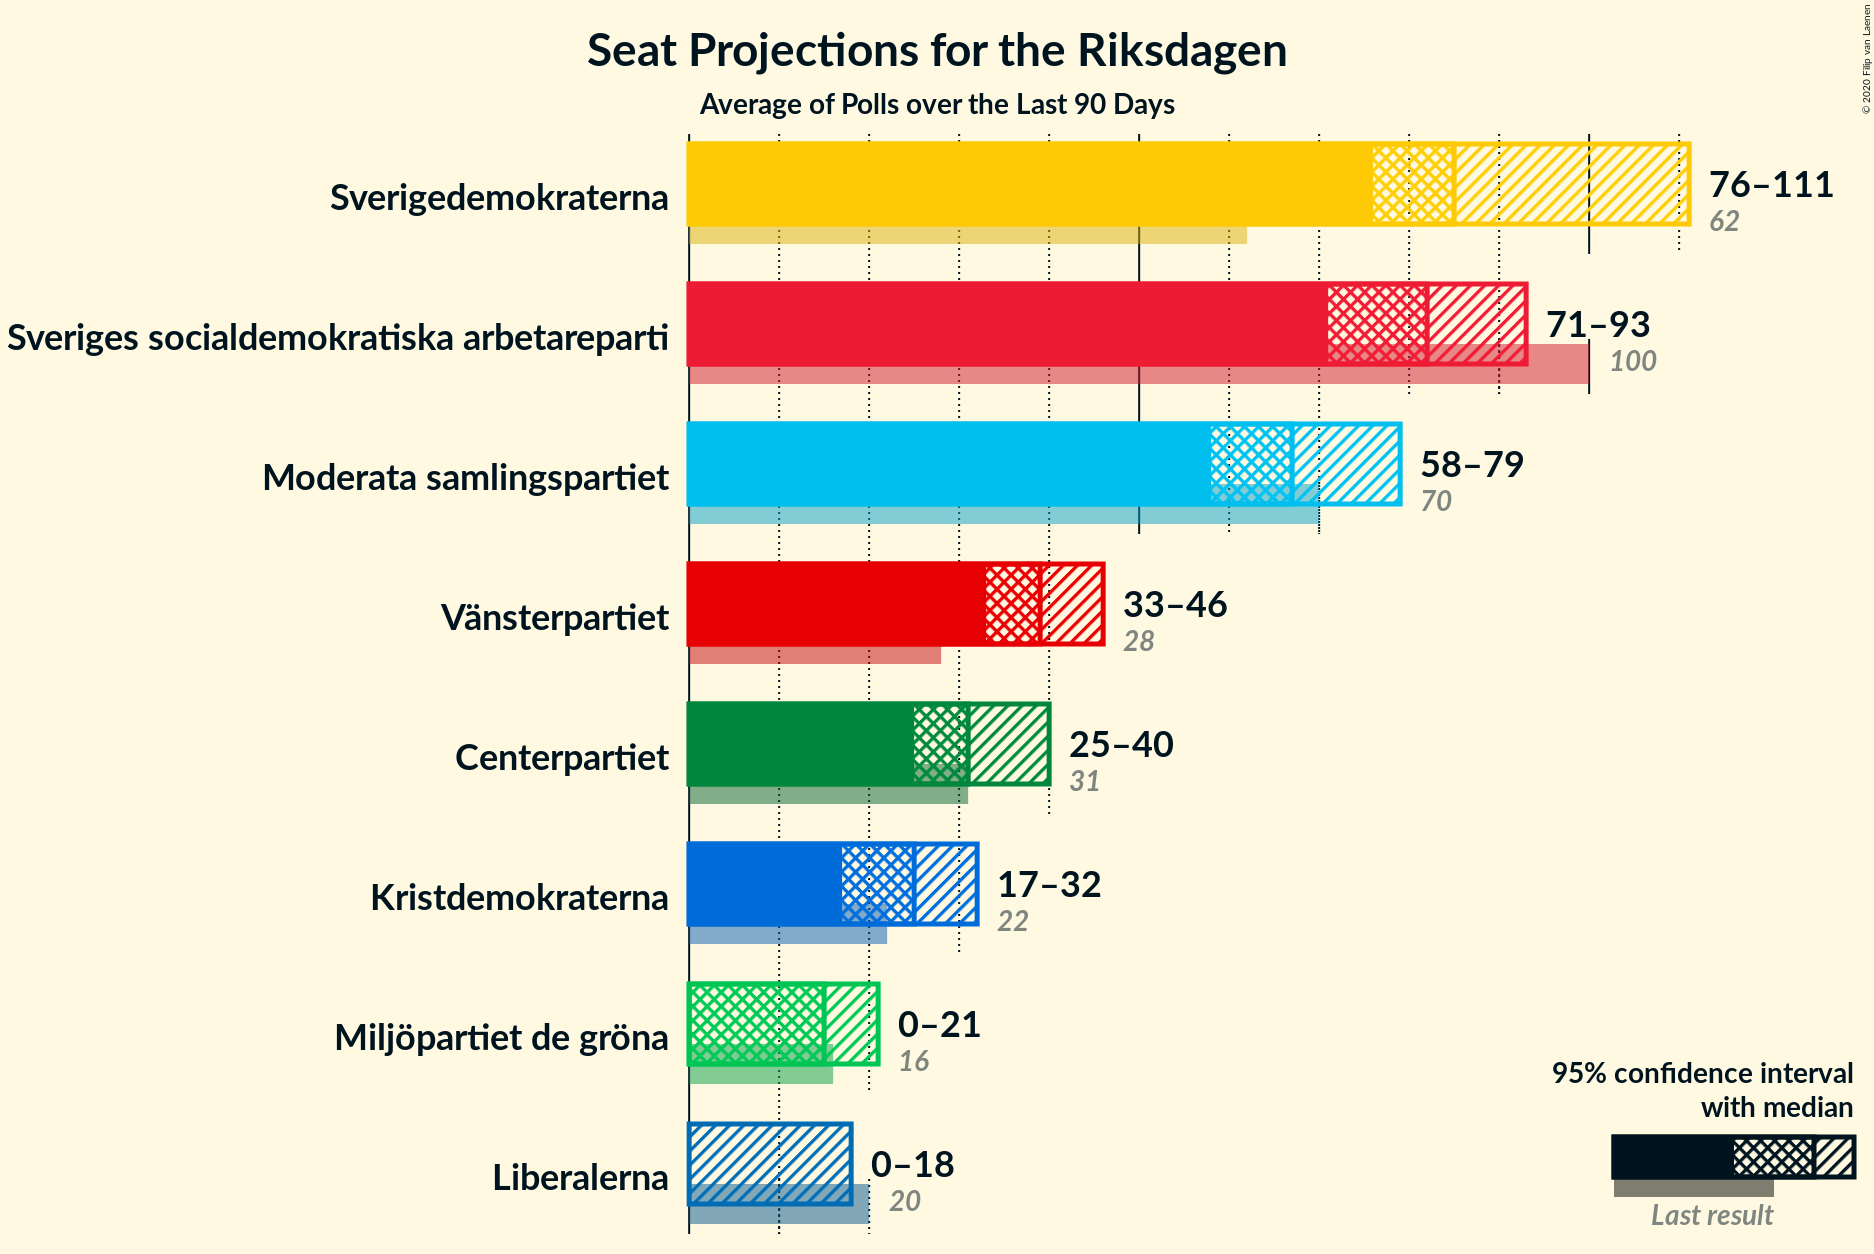 Seat Projections for the Riksdagen
Average of Polls over the Last 90 Days
© 2020 Filip van Laenen
Sverigedemokraterna
76–111
62
Sveriges socialdemokratiska arbetareparti
71–93
100
Moderata samlingspartiet
58–79
70
Vänsterpartiet
33–46
28
Centerpartiet
25–40
31
Kristdemokraterna
17–32
22
Miljöpartiet de gröna
0–21
16
Liberalerna
0–18
20
95% confidence interval
with median
Last result